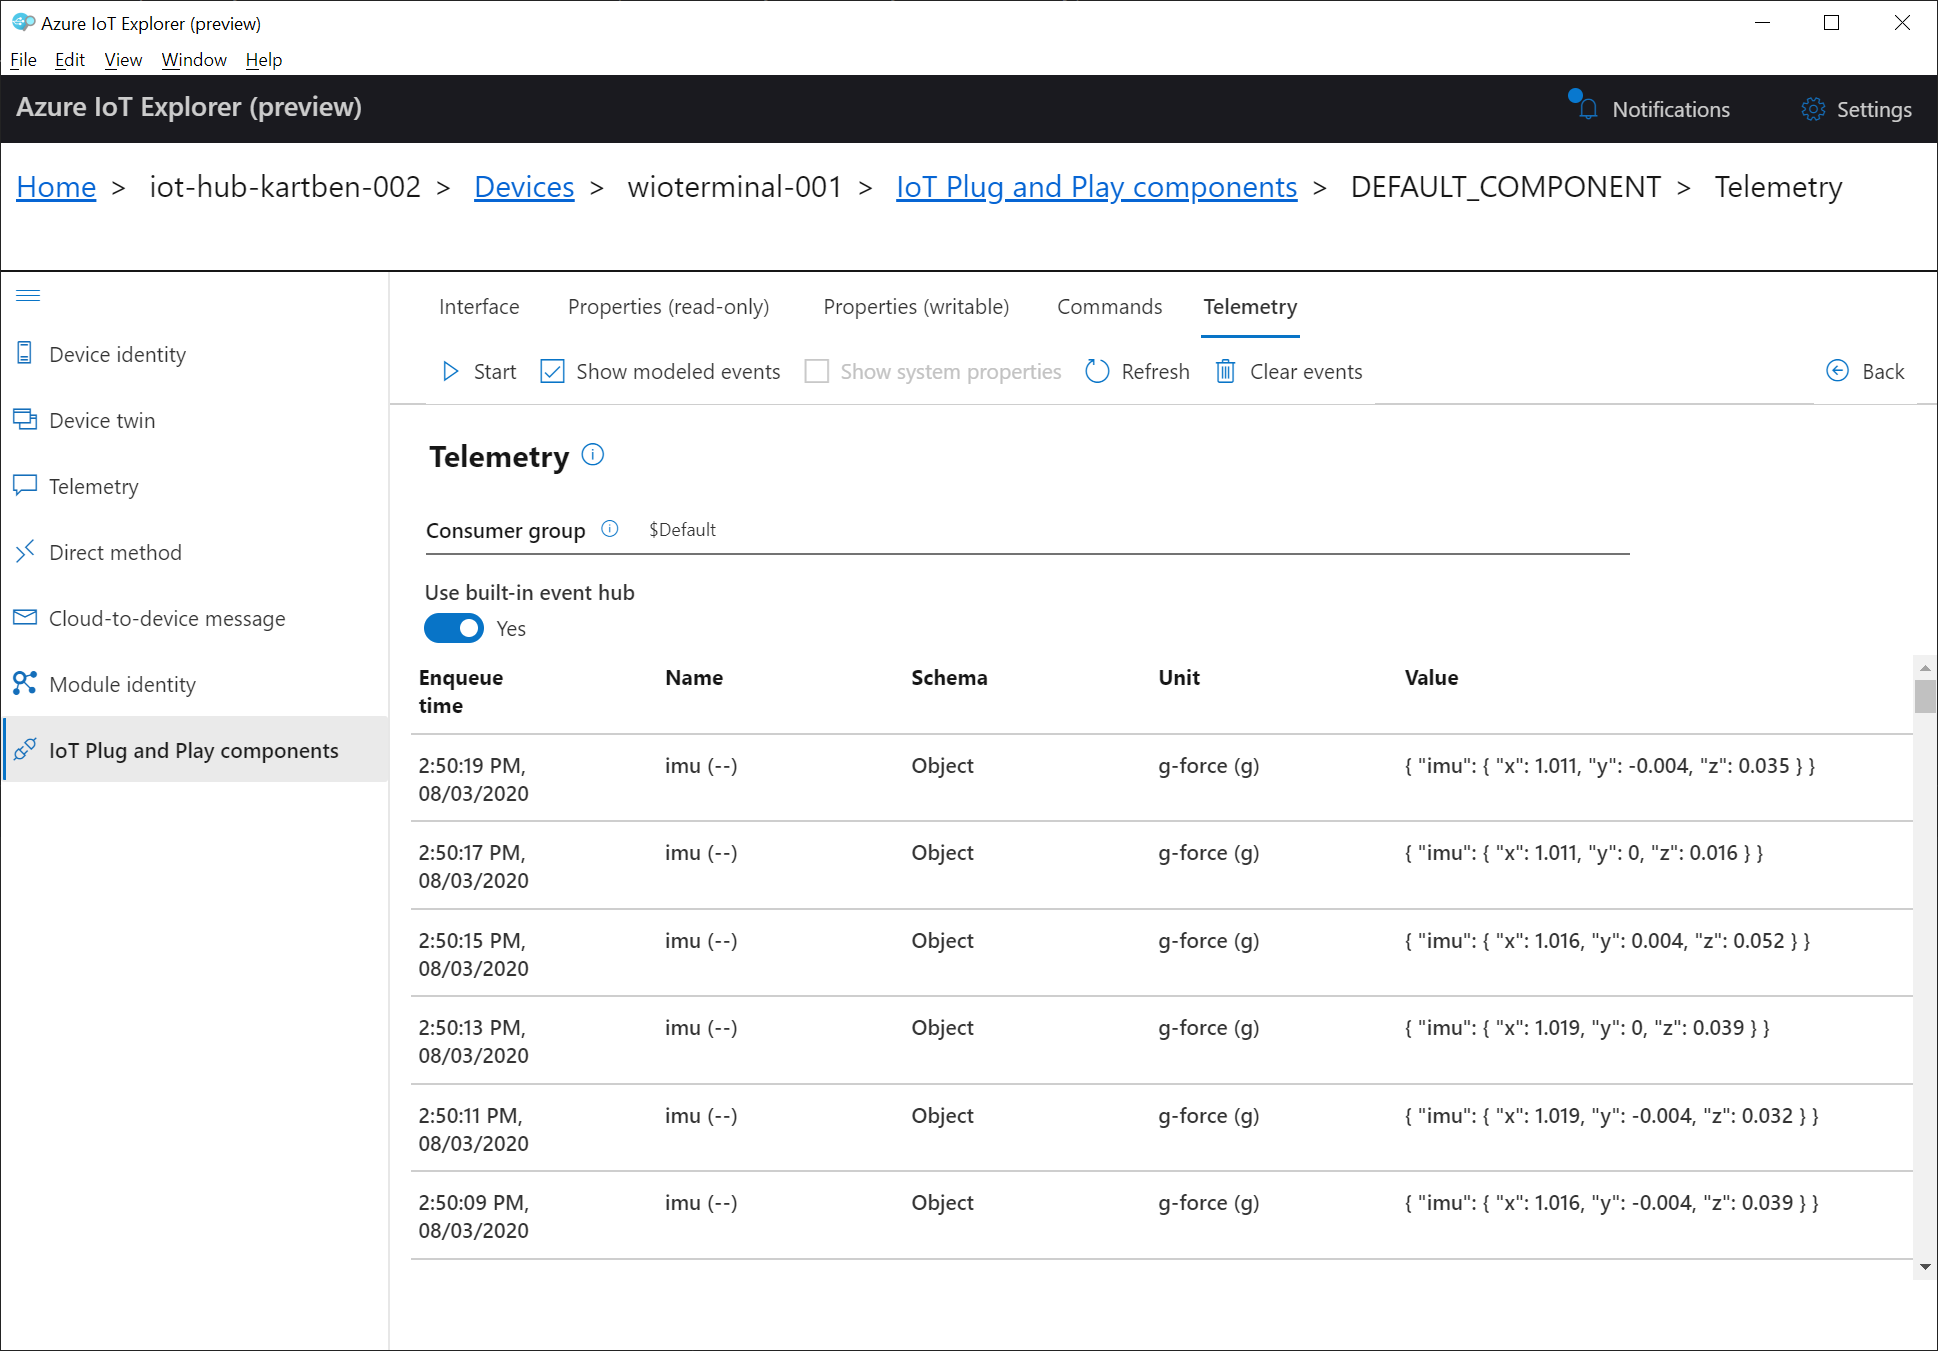 Azure IoT Explorer (preview)
File Edit View Window Help
Azure IoT Explorer (preview) Notifications Settings
Home > iot-hub-kartben-002 > Devices > wioterminal-001 > IoT Plug and Play components > DEFAULT_COMPONENT > Telemetry
Device identity
Device twin
Telemetry
Direct method
Cloud-to-device message
Module identity
IoT Plug and Play components
Interface Properties (read-only) Properties (writable) Commands Telemetry
Start Show modeled events Show system properties Refresh Clear events Back
Telemetry
Consumer group $Default
Use built-in event hub
Yes
Enqueue time Name Schema Unit Value
2:50:19 PM, 08/03/2020 imu (--) Object g-force (g) { "imu": { "x": 1.011, "y": -0.004, "z": 0.035 } }
2:50:17 PM, 08/03/2020 imu (--) Object g-force (g) { "imu": { "x": 1.011, "y": 0, "z": 0.016 } }
2:50:15 PM, 08/03/2020 imu (--) Object g-force (g) { "imu": { "x": 1.016, "y": 0.004, "z": 0.052 } }
2:50:13 PM, 08/03/2020 imu (--) Object g-force (g) { "imu": { "x": 1.019, "y": 0, "z": 0.039 } }
2:50:11 PM, 08/03/2020 imu (--) Object g-force (g) { "imu": { "x": 1.019, "y": -0.004, "z": 0.032 } }
2:50:09 PM, 08/03/2020 imu (--) Object g-force (g) { "imu": { "x": 1.016, "y": -0.004, "z": 0.039 } }